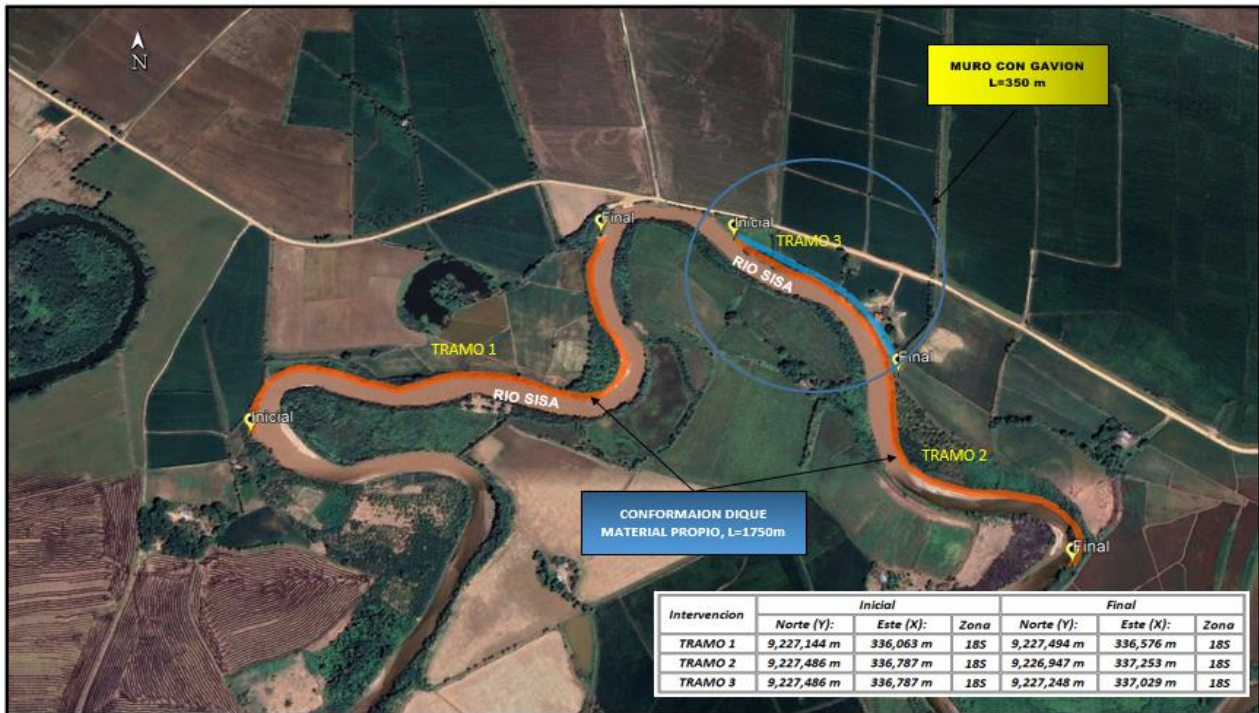 N
MURO CON GAVION
L=350 m
Final
Inicial
TRAMO 3
RIO SISA
TRAMO 1
Final
RIO SISA
Inicial
TRAMO 2
CONFORMAION DIQUE
MATERIAL PROPIO, L=1750m
Final
Intervencion Inicial Final
Norte (Y): Este (X): Zona Norte (Y): Este (X): Zona
TRAMO 1 9,227,144 m 336,063 m 18S 9,227,494 m 336,576 m 18S
TRAMO 2 9,227,486 m 336,787 m 18S 9,226,947 m 337,253 m 18S
TRAMO 3 9,227,486 m 336,787 m 18S 9,227,248 m 337,029 m 18S